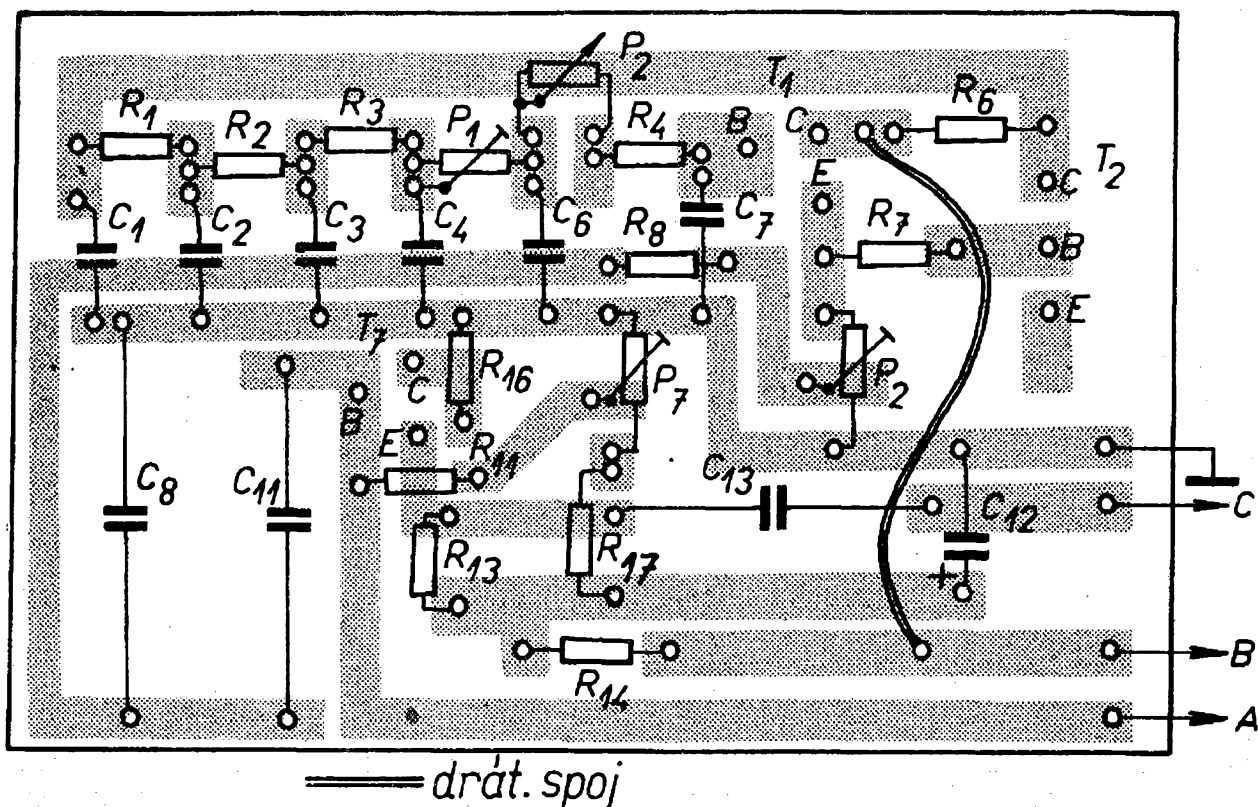 P2
T1
R1
R2
R3
P1
R4
B
C
R6
E
T2
C
C1
C2
C3
C4
C6
R8
C7
R7
B
E
T7
C
R16
P7
P2
B
E
R11
C8
C11
C13
C12
C
R13
R17
+
B
R14
A
drát. spoj